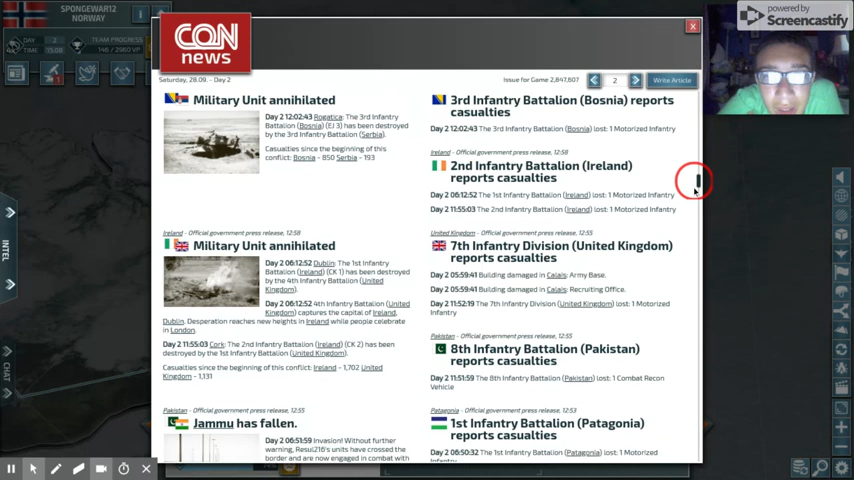 SPONGEWAR12
NORWAY
DAY 2
TIME 15:08
TEAM PROGRESS
146 / 2980 VP
CON
news
powered by
Screencastify
Saturday, 28.09. - Day 2
Issue for Game 2,847,607
2
Write Article
Military Unit annihilated
Day 2 12:02:43 Rogatica: The 3rd Infantry
Battalion (Bosnia) (EJ 3) has been destroyed
by the 3rd Infantry Battalion (Serbia).
Casualties since the beginning of this
conflict: Bosnia - 850 Serbia - 193
Ireland - Official government press release, 12:58
Military Unit annihilated
Day 2 06:12:52 Dublin: The 1st Infantry
Battalion (Ireland) (CK 1) has been destroyed
by the 4th Infantry Battalion (United
Kingdom).
Day 2 06:12:52 4th Infantry Battalion (United
Kingdom) captures the capital of Ireland,
Dublin. Desperation reaches new heights in Ireland while people celebrate
in London.
Day 2 11:55:03 Cork: The 2nd Infantry Battalion (Ireland) (CK 2) has been
destroyed by the 1st Infantry Battalion (United Kingdom).
Casualties since the beginning of this conflict: Ireland - 1,702 United
Kingdom - 1,131
Pakistan - Official government press release, 12:55
Jammu has fallen.
Day 2 06:51:59 Invasion! Without further
warning, Resul216's units have crossed the
border and are now engaged in combat with
3rd Infantry Battalion (Bosnia) reports
casualties
Day 2 12:02:43 The 3rd Infantry Battalion (Bosnia) lost: 1 Motorized Infantry
Ireland - Official government press release, 12:58
2nd Infantry Battalion (Ireland)
reports casualties
Day 2 06:12:52 The 1st Infantry Battalion (Ireland) lost: 1 Motorized Infantry
Day 2 11:55:03 The 2nd Infantry Battalion (Ireland) lost: 1 Motorized Infantry
United Kingdom - Official government press release, 12:55
7th Infantry Division (United Kingdom)
reports casualties
Day 2 05:59:41 Building damaged in Calais: Army Base.
Day 2 05:59:41 Building damaged in Calais: Recruiting Office.
Day 2 11:52:19 The 7th Infantry Division (United Kingdom) lost: 1 Motorized
Infantry
Pakistan - Official government press release, 12:55
8th Infantry Battalion (Pakistan)
reports casualties
Day 2 11:51:59 The 8th Infantry Battalion (Pakistan) lost: 1 Combat Recon
Vehicle
Patagonia - Official government press release, 12:53
1st Infantry Battalion (Patagonia)
reports casualties
Day 2 06:50:32 The 1st Infantry Battalion (Patagonia) lost: 1 Motorized
Infantry
INTEL
CHAT